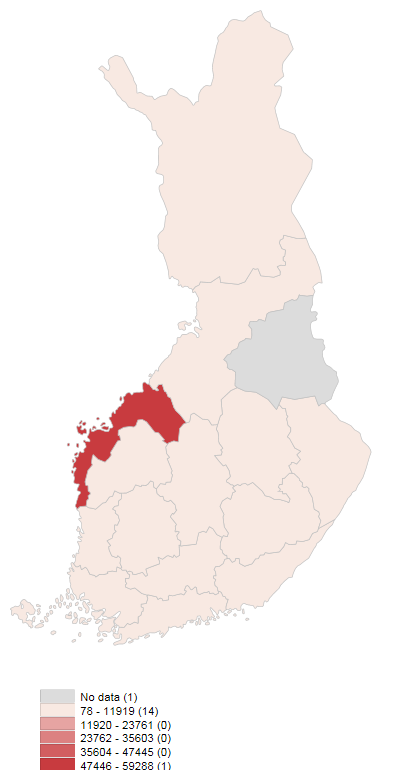 No data (1)
78 - 11919 (14)
11920 - 23761 (0)
23762 - 35603 (0)
35604 - 47445 (0)
47446 - 59288 (1)